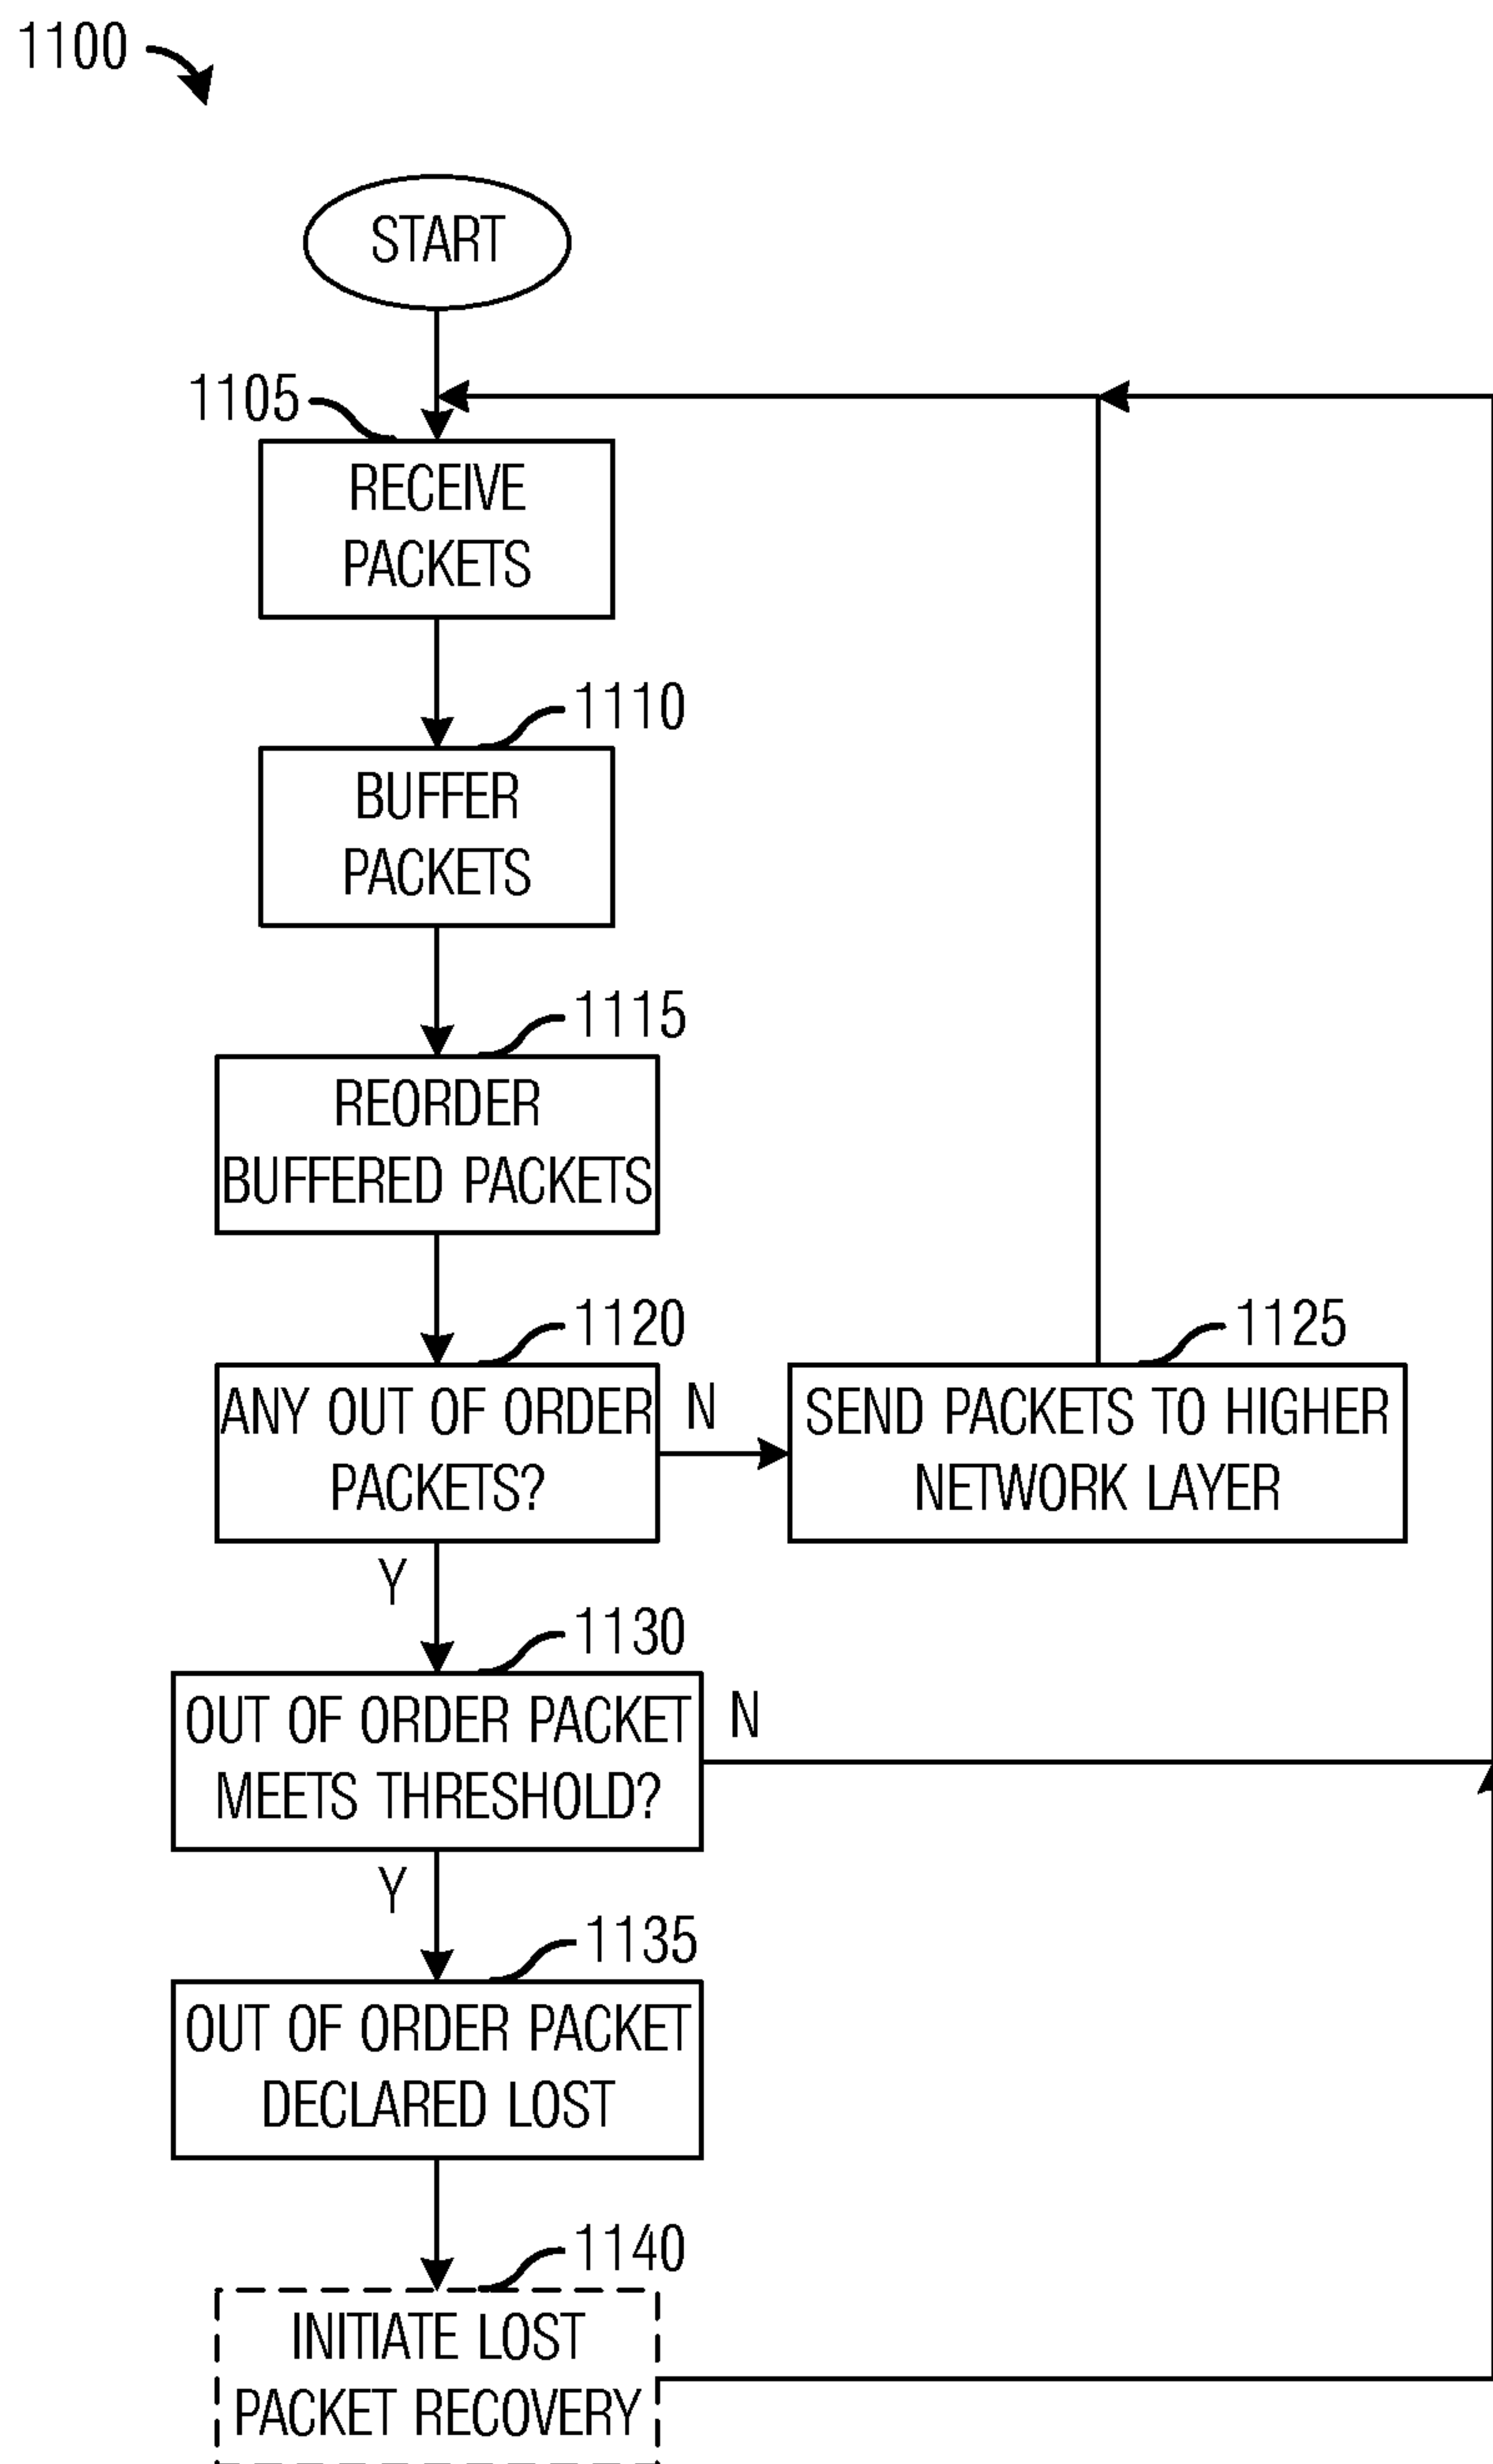 1100
START
1105
RECEIVE
PACKETS
1110
BUFFER
PACKETS
1115
REORDER
BUFFERED PACKETS
1120
ANY OUT OF ORDER
PACKETS?
N
1125
SEND PACKETS TO HIGHER
NETWORK LAYER
Y
1130
OUT OF ORDER PACKET
MEETS THRESHOLD?
N
Y
1135
OUT OF ORDER PACKET
DECLARED LOST
1140
INITIATE LOST
PACKET RECOVERY